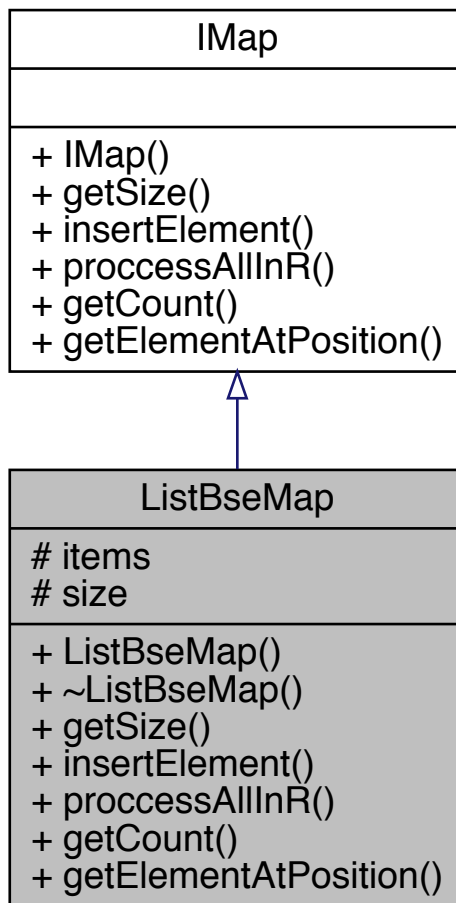 IMap
+ IMap()
+ getSize()
+ insertElement()
+ proccessAllInR()
+ getCount()
+ getElementAtPosition()
ListBseMap
# items
# size
+ ListBseMap()
+ ~ListBseMap()
+ getSize()
+ insertElement()
+ proccessAllInR()
+ getCount()
+ getElementAtPosition()